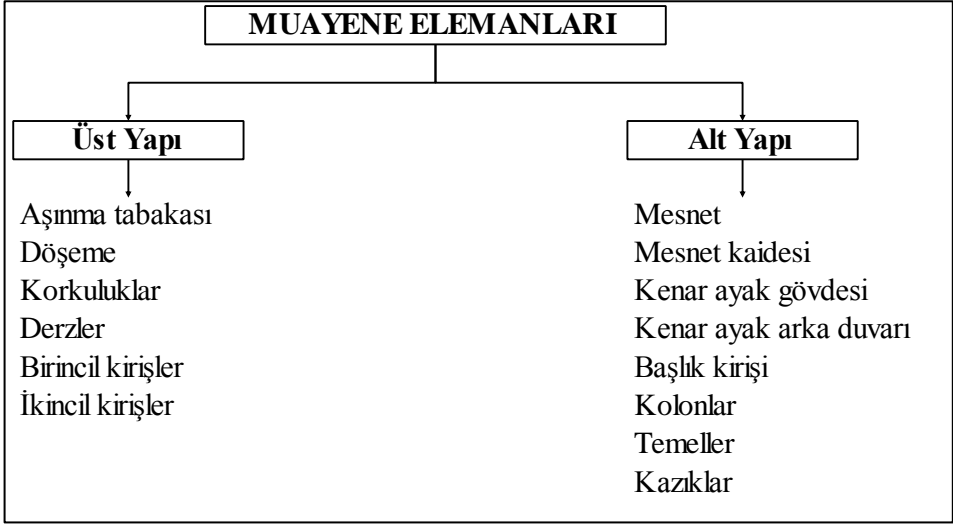 MUAYENE ELEMANLARI
Üst Yapı
Aşınma tabakası
Döşeme
Korkuluklar
Derzler
Birincil kirişler
İkincil kirişler
Alt Yapı
Mesnet
Mesnet kaidesi
Kenar ayak gövdesi
Kenar ayak arka duvarı
Başlık kirişi
Kolonlar
Temeller
Kazıklar